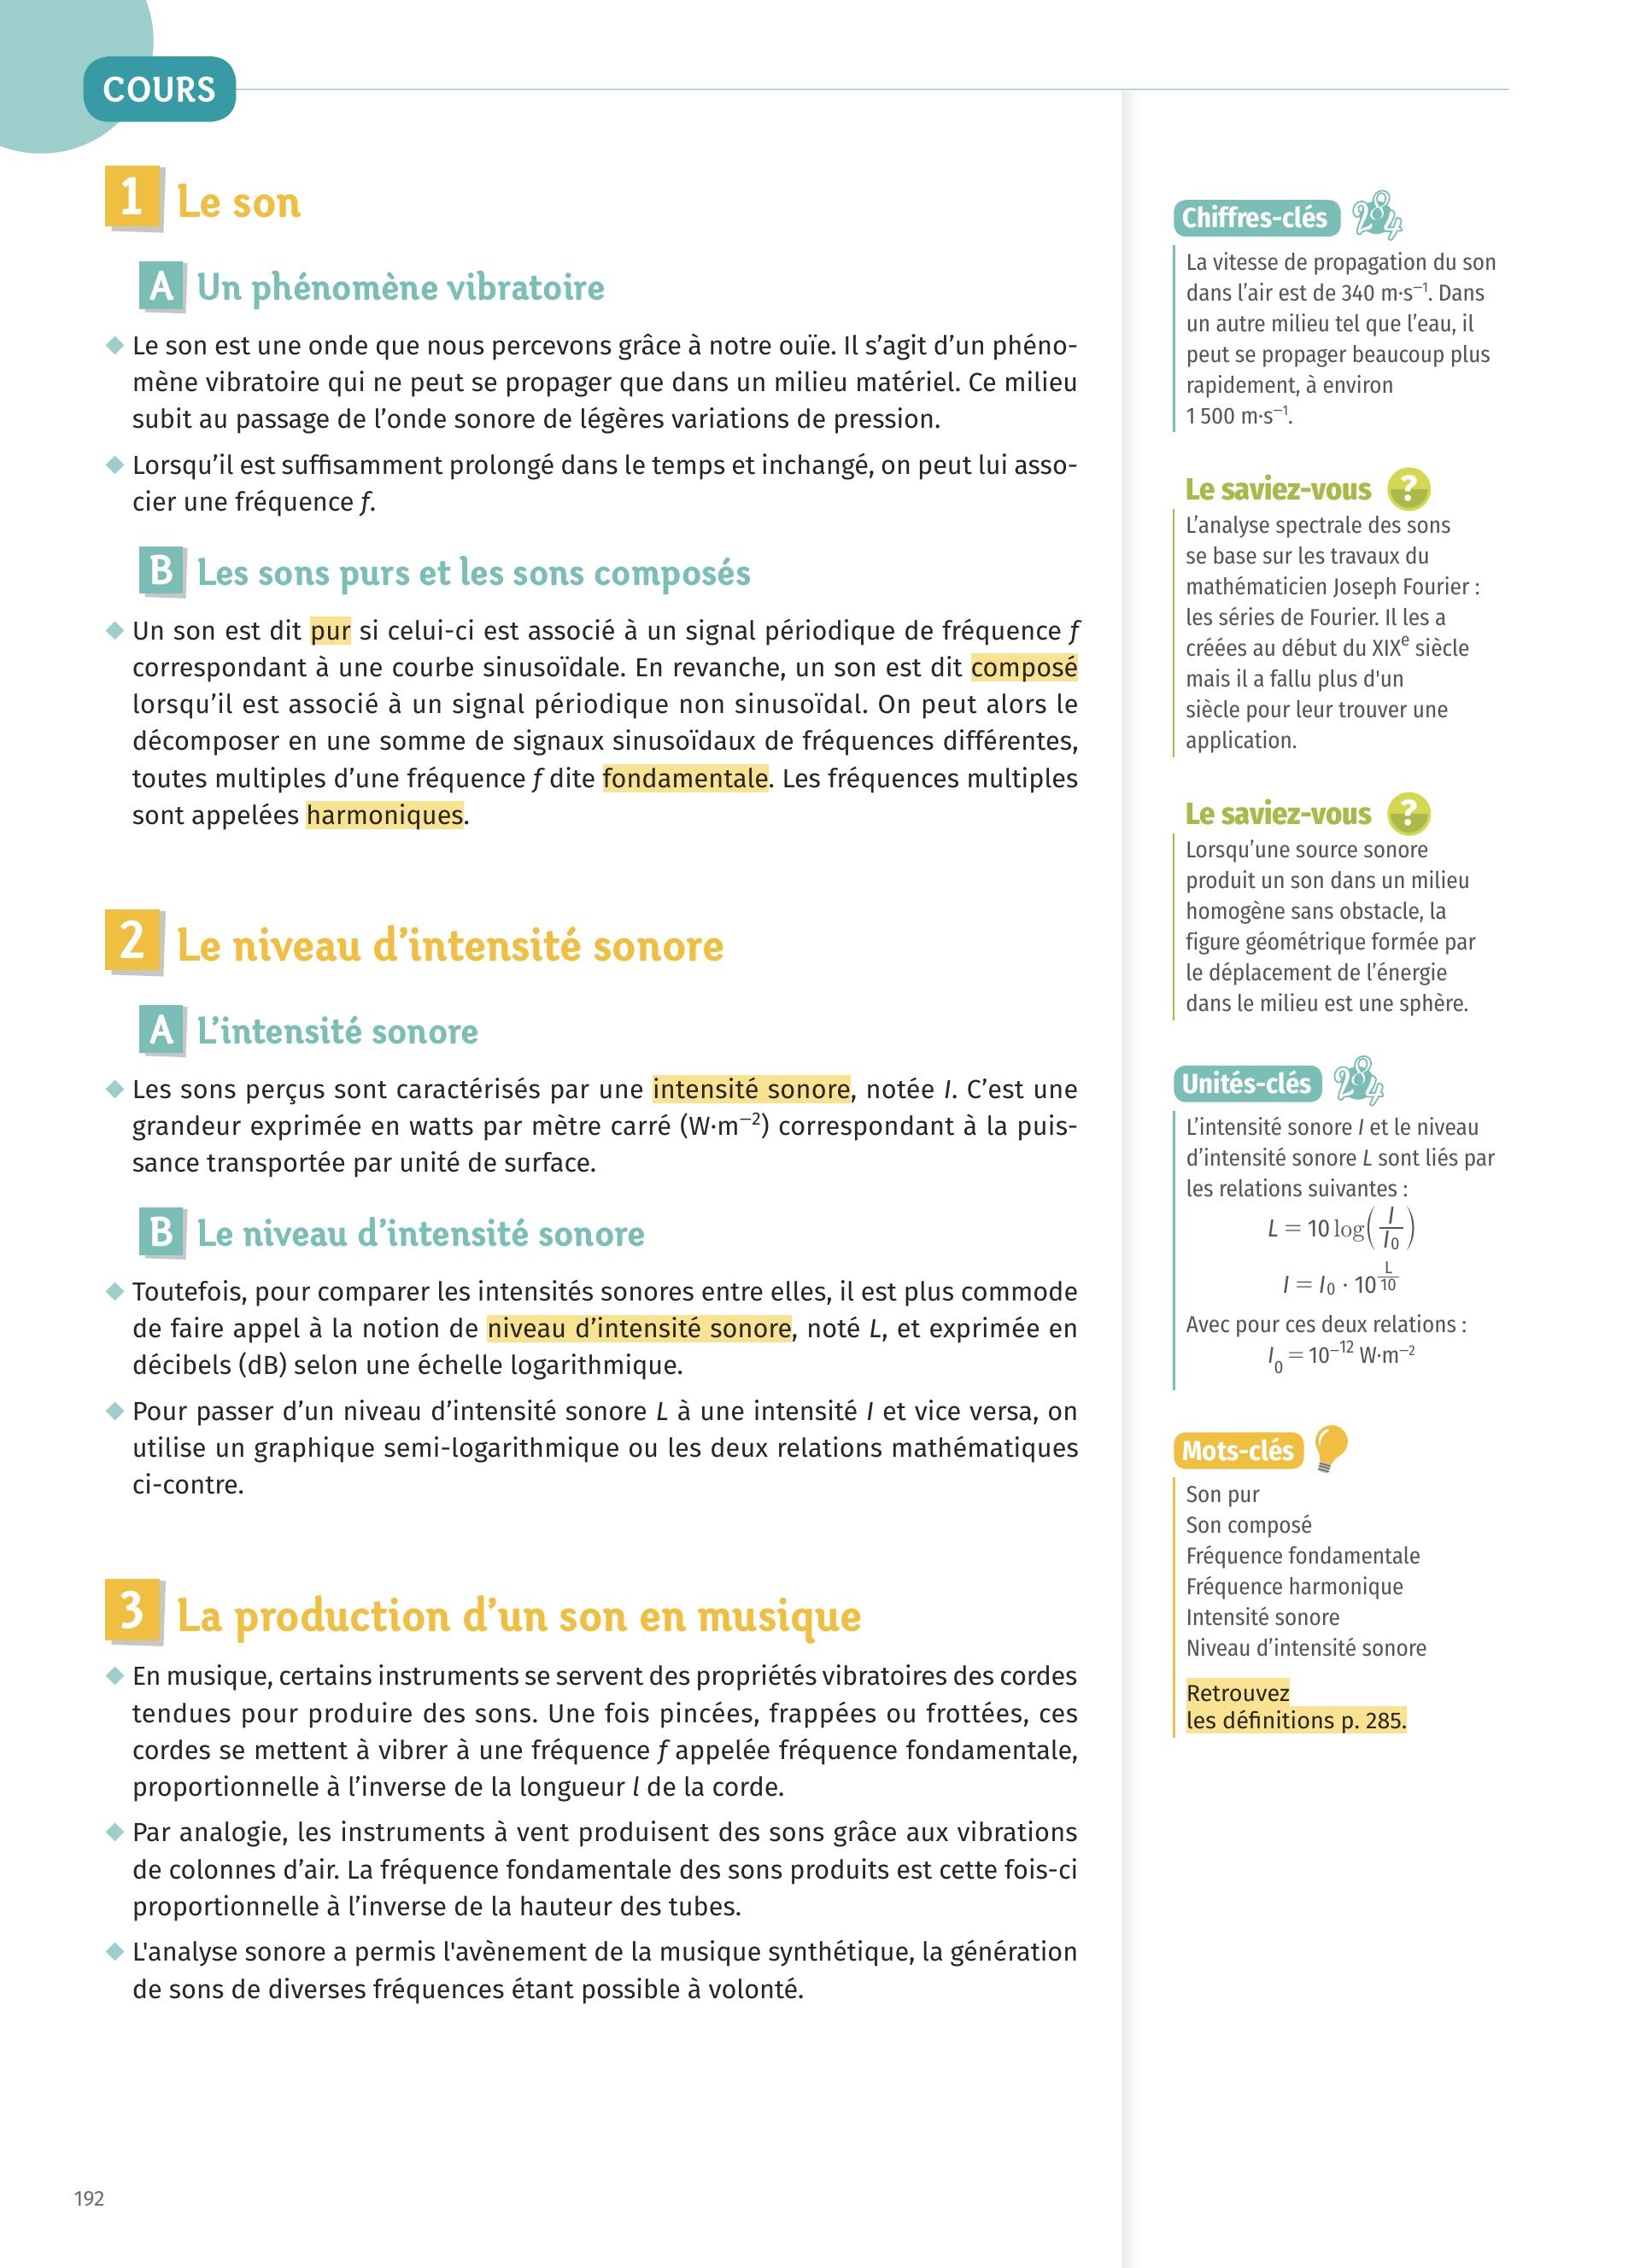 COURS
1 Le son
A Un phénomène vibratoire
◆ Le son est une onde que nous percevons grâce à notre ouïe. Il s’agit d’un phéno-
mène vibratoire qui ne peut se propager que dans un milieu matériel. Ce milieu
subit au passage de l’onde sonore de légères variations de pression.
◆ Lorsqu’il est suffisamment prolongé dans le temps et inchangé, on peut lui asso-
cier une fréquence f.
B Les sons purs et les sons composés
◆ Un son est dit pur si celui-ci est associé à un signal périodique de fréquence f
correspondant à une courbe sinusoïdale. En revanche, un son est dit composé
lorsqu’il est associé à un signal périodique non sinusoïdal. On peut alors le
décomposer en une somme de signaux sinusoïdaux de fréquences différentes,
toutes multiples d’une fréquence f dite fondamentale. Les fréquences multiples
sont appelées harmoniques.
2 Le niveau d’intensité sonore
A L’intensité sonore
◆ Les sons perçus sont caractérisés par une intensité sonore, notée I. C’est une
grandeur exprimée en watts par mètre carré (W·m⁻²) correspondant à la puis-
sance transportée par unité de surface.
B Le niveau d’intensité sonore
◆ Toutefois, pour comparer les intensités sonores entre elles, il est plus commode
de faire appel à la notion de niveau d’intensité sonore, noté L, et exprimée en
décibels (dB) selon une échelle logarithmique.
◆ Pour passer d’un niveau d’intensité sonore L à une intensité I et vice versa, on
utilise un graphique semi-logarithmique ou les deux relations mathématiques
ci-contre.
3 La production d’un son en musique
◆ En musique, certains instruments se servent des propriétés vibratoires des cordes
tendues pour produire des sons. Une fois pincées, frappées ou frottées, ces
cordes se mettent à vibrer à une fréquence f appelée fréquence fondamentale,
proportionnelle à l’inverse de la longueur l de la corde.
◆ Par analogie, les instruments à vent produisent des sons grâce aux vibrations
de colonnes d’air. La fréquence fondamentale des sons produits est cette fois-ci
proportionnelle à l’inverse de la hauteur des tubes.
◆ L'analyse sonore a permis l'avènement de la musique synthétique, la génération
de sons de diverses fréquences étant possible à volonté.
Chiffres-clés 284
La vitesse de propagation du son
dans l’air est de 340 m·s⁻¹. Dans
un autre milieu tel que l’eau, il
peut se propager beaucoup plus
rapidement, à environ
1 500 m·s⁻¹.
Le saviez-vous ?
L’analyse spectrale des sons
se base sur les travaux du
mathématicien Joseph Fourier :
les séries de Fourier. Il les a
créées au début du XIXᵉ siècle
mais il a fallu plus d'un
siècle pour leur trouver une
application.
Le saviez-vous ?
Lorsqu’une source sonore
produit un son dans un milieu
homogène sans obstacle, la
figure géométrique formée par
le déplacement de l’énergie
dans le milieu est une sphère.
Unités-clés 284
L’intensité sonore I et le niveau
d’intensité sonore L sont liés par
les relations suivantes :
L = 10 log(I/I₀)
I = I₀ · 10^(L/10)
Avec pour ces deux relations :
I₀ = 10⁻¹² W·m⁻²
Mots-clés
Son pur
Son composé
Fréquence fondamentale
Fréquence harmonique
Intensité sonore
Niveau d’intensité sonore
Retrouvez
les définitions p. 285.
192